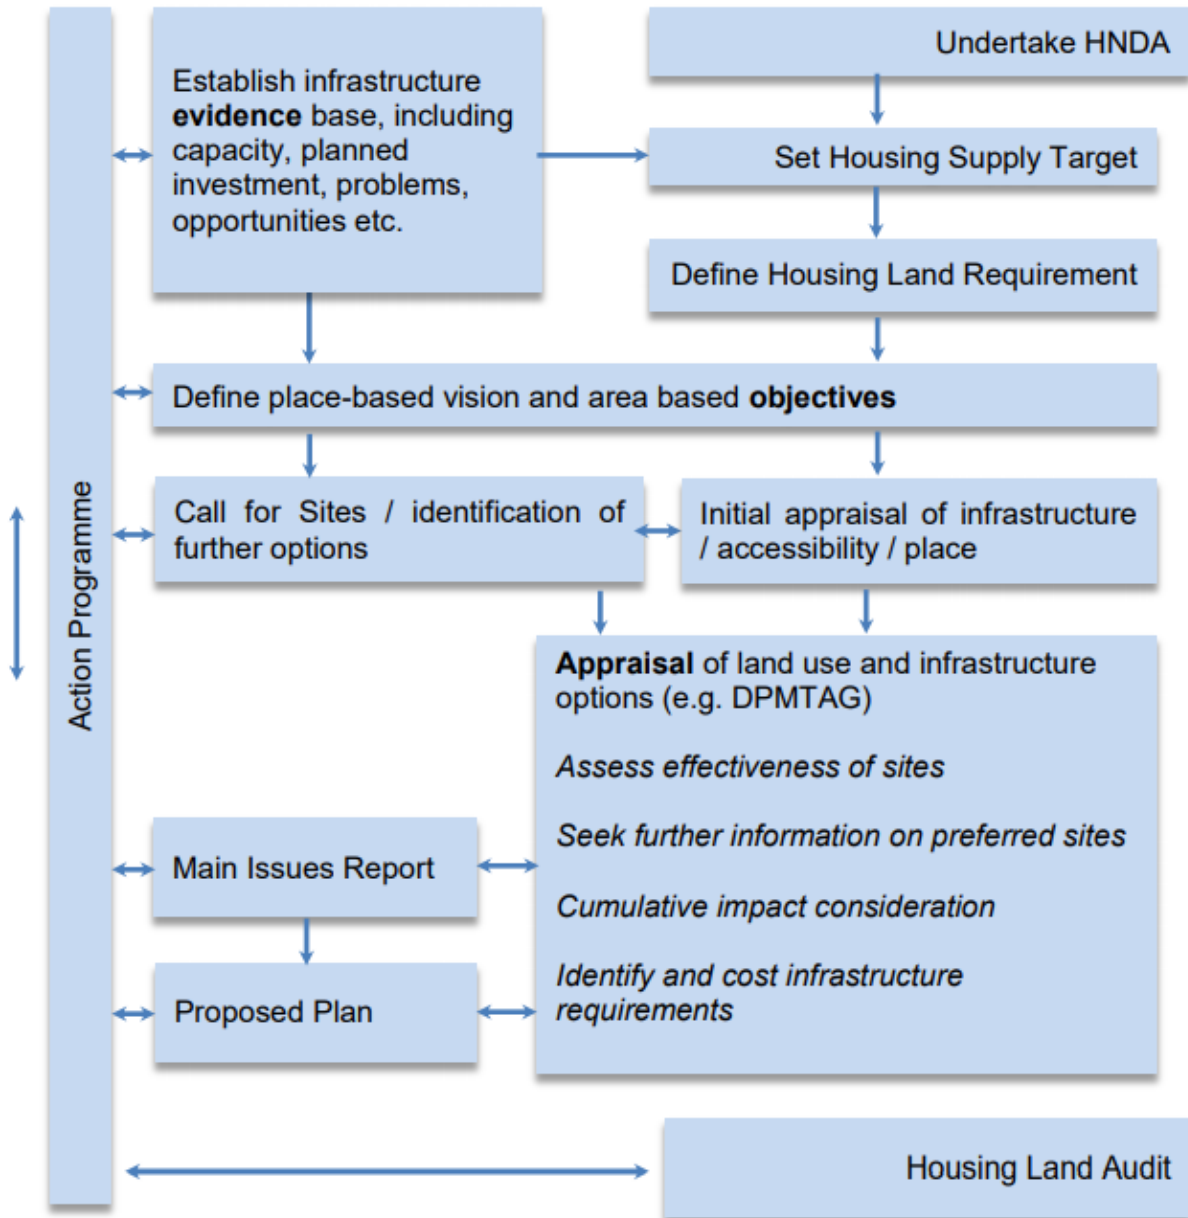 Undertake HNDA
Establish infrastructure
evidence base, including
capacity, planned
investment, problems,
opportunities etc.
Set Housing Supply Target
Define Housing Land Requirement
Define place-based vision and area based objectives
Call for Sites / identification of
further options
Initial appraisal of infrastructure
/ accessibility / place
Action Programme
Appraisal of land use and infrastructure
options (e.g. DPMTAG)
Assess effectiveness of sites
Seek further information on preferred sites
Cumulative impact consideration
Identify and cost infrastructure
requirements
Main Issues Report
Proposed Plan
Housing Land Audit